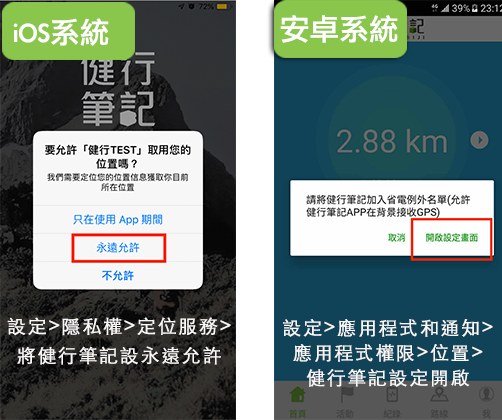 iOS系統
72%
健行
筆記
要允許「健行TEST」取用您的
位置嗎？
我們需要定位您的位置信息獲取你目前
所在位置
只在使用 App 期間
永遠允許
不允許
設定>隱私權>定位服務>
將健行筆記設永遠允許
安卓系統
39% 23:12
記
2.88 km
請將健行筆記加入省電例外名單(允許
健行筆記APP在背景接收GPS)
取消 開啟設定畫面
設定>應用程式和通知>
應用程式權限>位置>
健行筆記設定開啟
首頁 活動 紀錄 路線 我